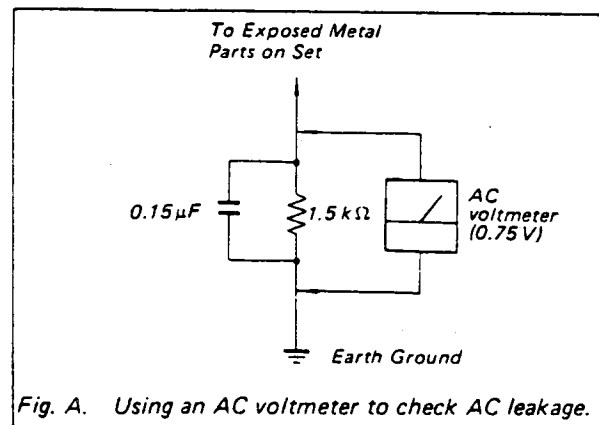 To Exposed Metal
Parts on Set
0.15μF
1.5 kΩ
AC
voltmeter
(0.75V)
Earth Ground
Fig. A. Using an AC voltmeter to check AC leakage.